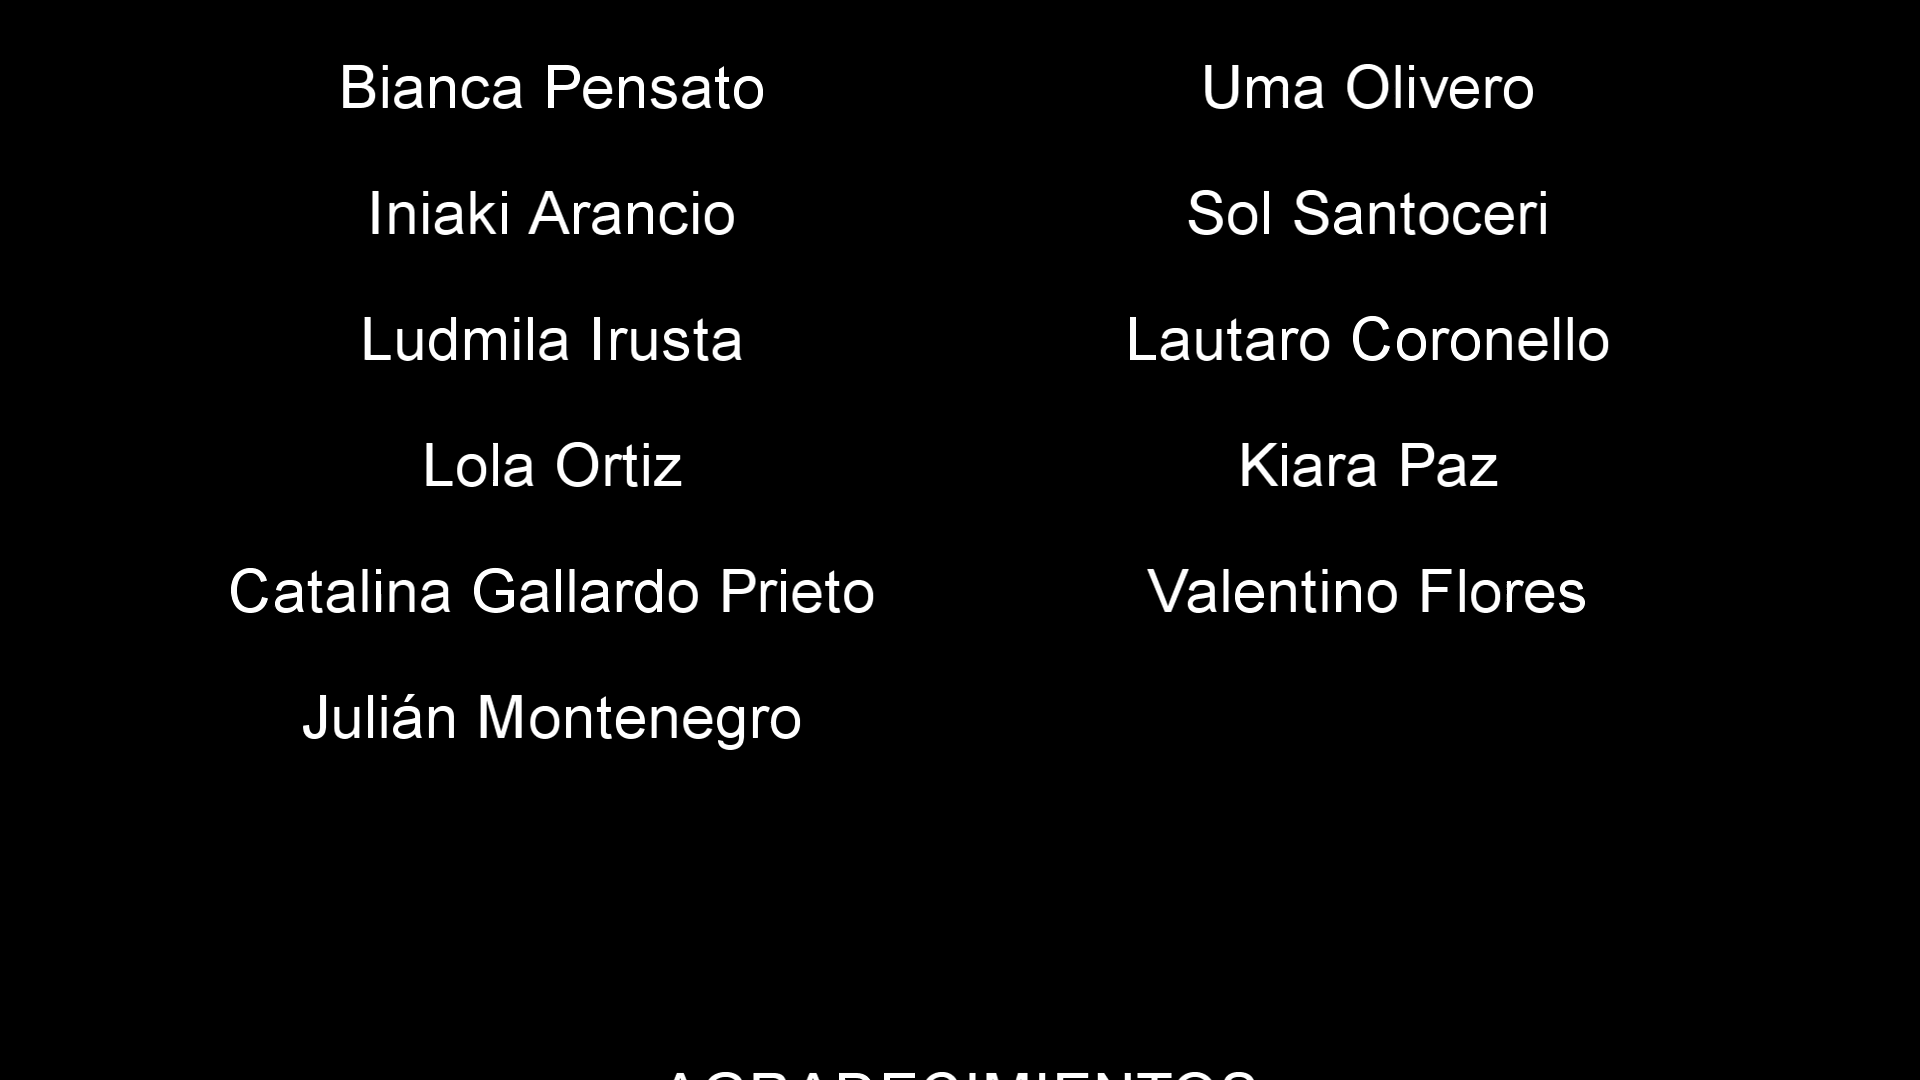 Bianca Pensato
Uma Olivero
Iniaki Arancio
Sol Santoceri
Ludmila Irusta
Lautaro Coronello
Lola Ortiz
Kiara Paz
Catalina Gallardo Prieto
Valentino Flores
Julián Montenegro
AGRADECIMIENTOS